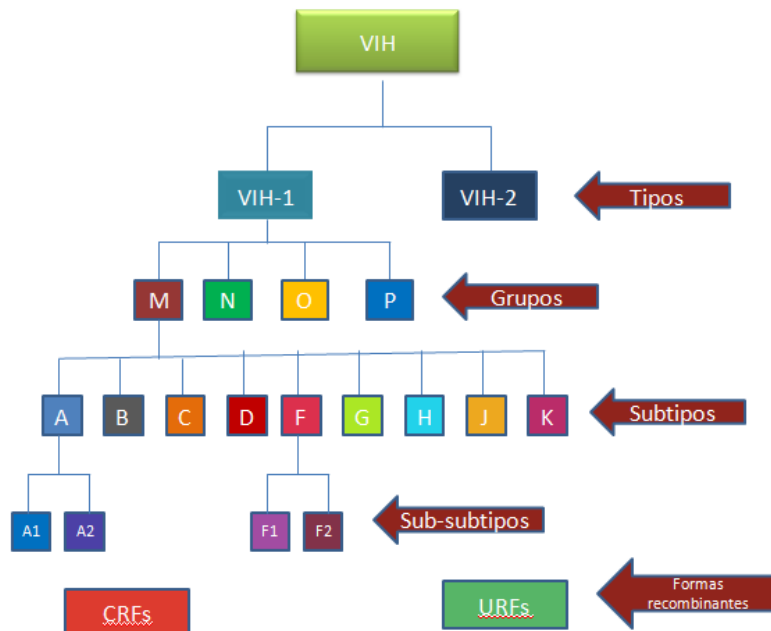 VIH
VIH-1
VIH-2
Tipos
M
N
O
P
Grupos
A
B
C
D
F
G
H
J
K
Subtipos
A1
A2
F1
F2
Sub-subtipos
CRFs
URFs
Formas
recombinantes